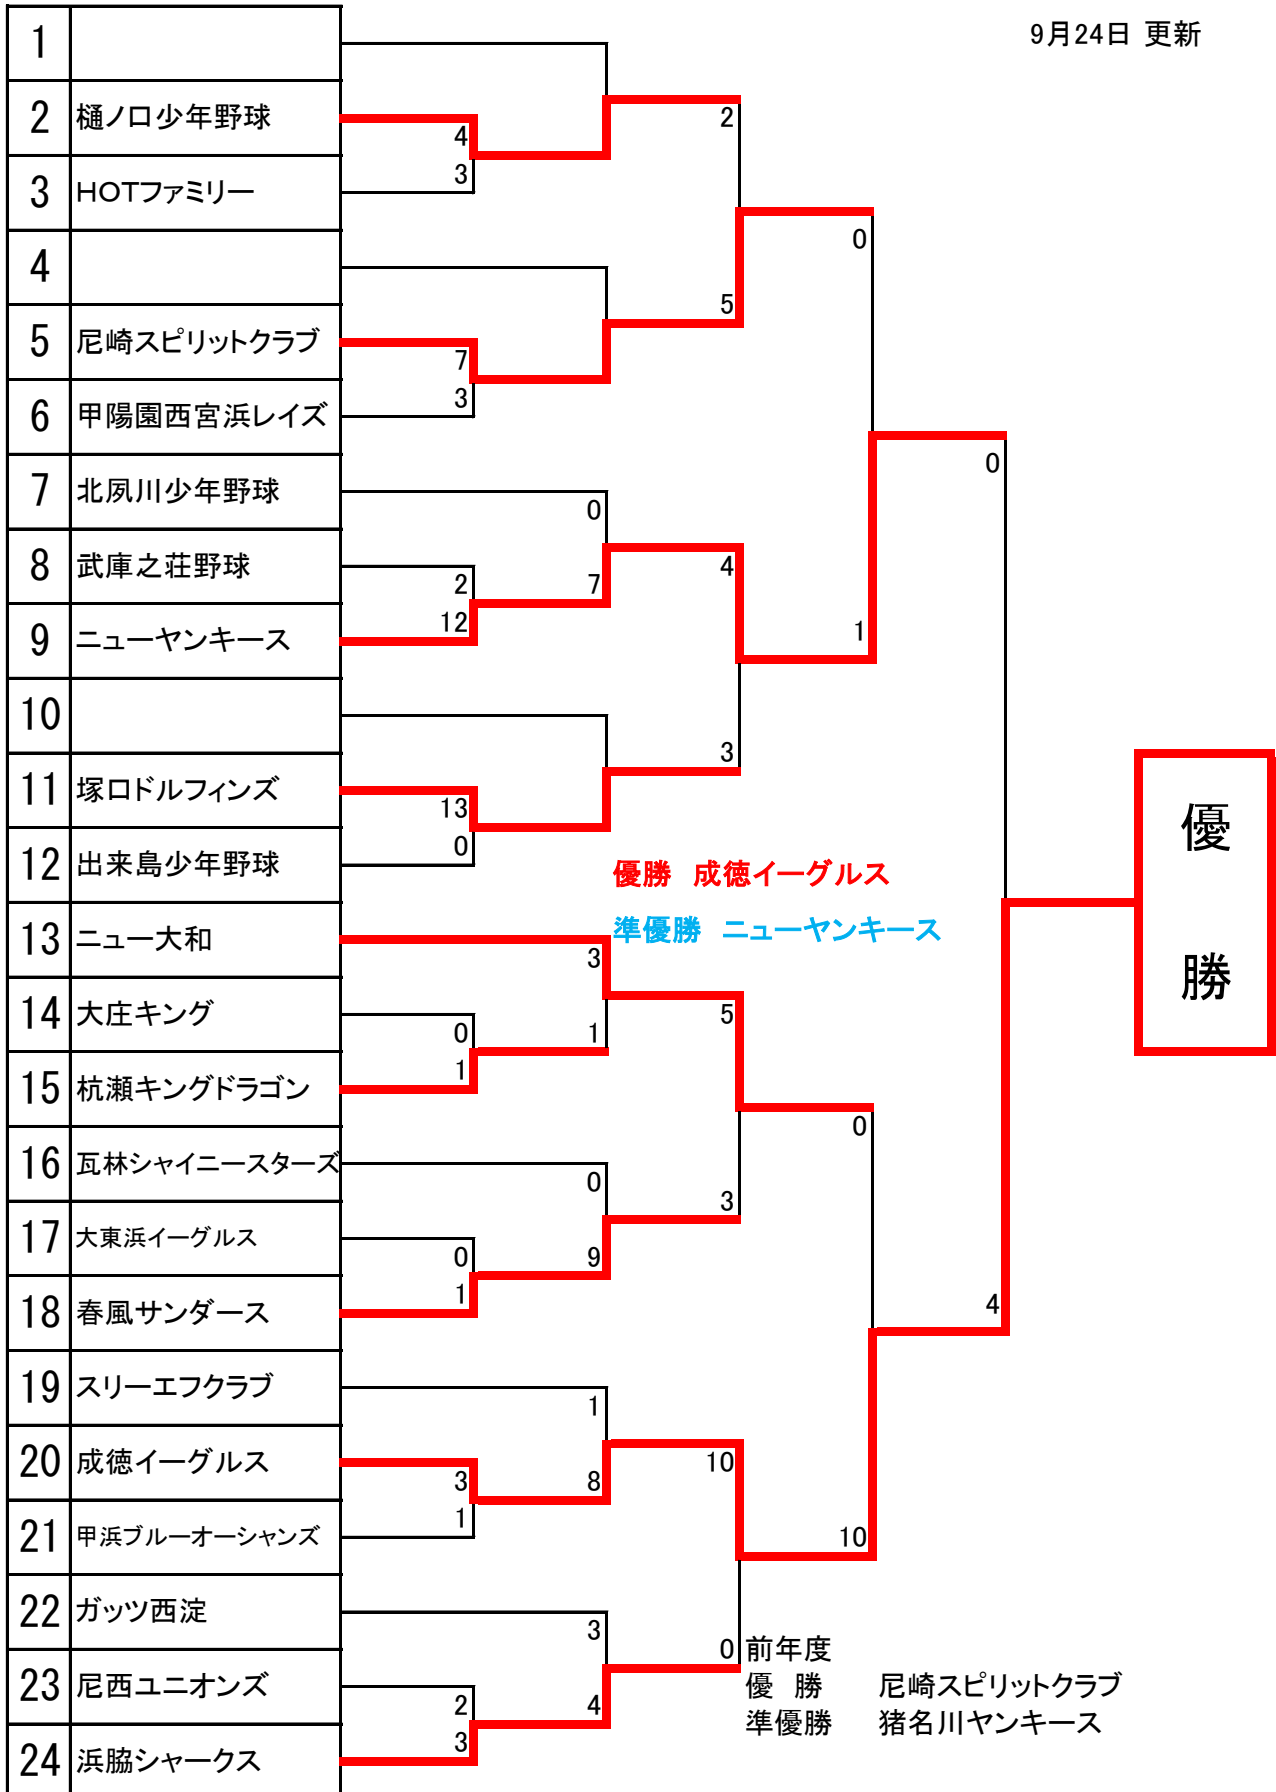 9月24日 更新
1
2 樋ノ口少年野球
4
3
3 HOTファミリー
2
0
4
5
5 尼崎スピリットクラブ
7
3
6 甲陽園西宮浜レイズ
0
7 北夙川少年野球
0
8 武庫之荘野球
2
7
4
12
1
9 ニューヤンキース
10
3
11 塚口ドルフィンズ
13
0
12 出来島少年野球
優勝 成徳イーグルス
準優勝 ニューヤンキース
優
勝
13 ニュー大和
3
14 大庄キング
0
1
5
1
15 杭瀬キングドラゴン
0
16 瓦林シャイニースターズ
0
3
17 大東浜イーグルス
0
9
1
18 春風サンダース
4
19 スリーエフクラブ
1
20 成徳イーグルス
3
8
10
1
21 甲浜ブルーオーシャンズ
10
22 ガッツ西淀
3
0
前年度
23 尼西ユニオンズ
優 勝 尼崎スピリットクラブ
2
4
準優勝 猪名川ヤンキース
3
24 浜脇シャークス